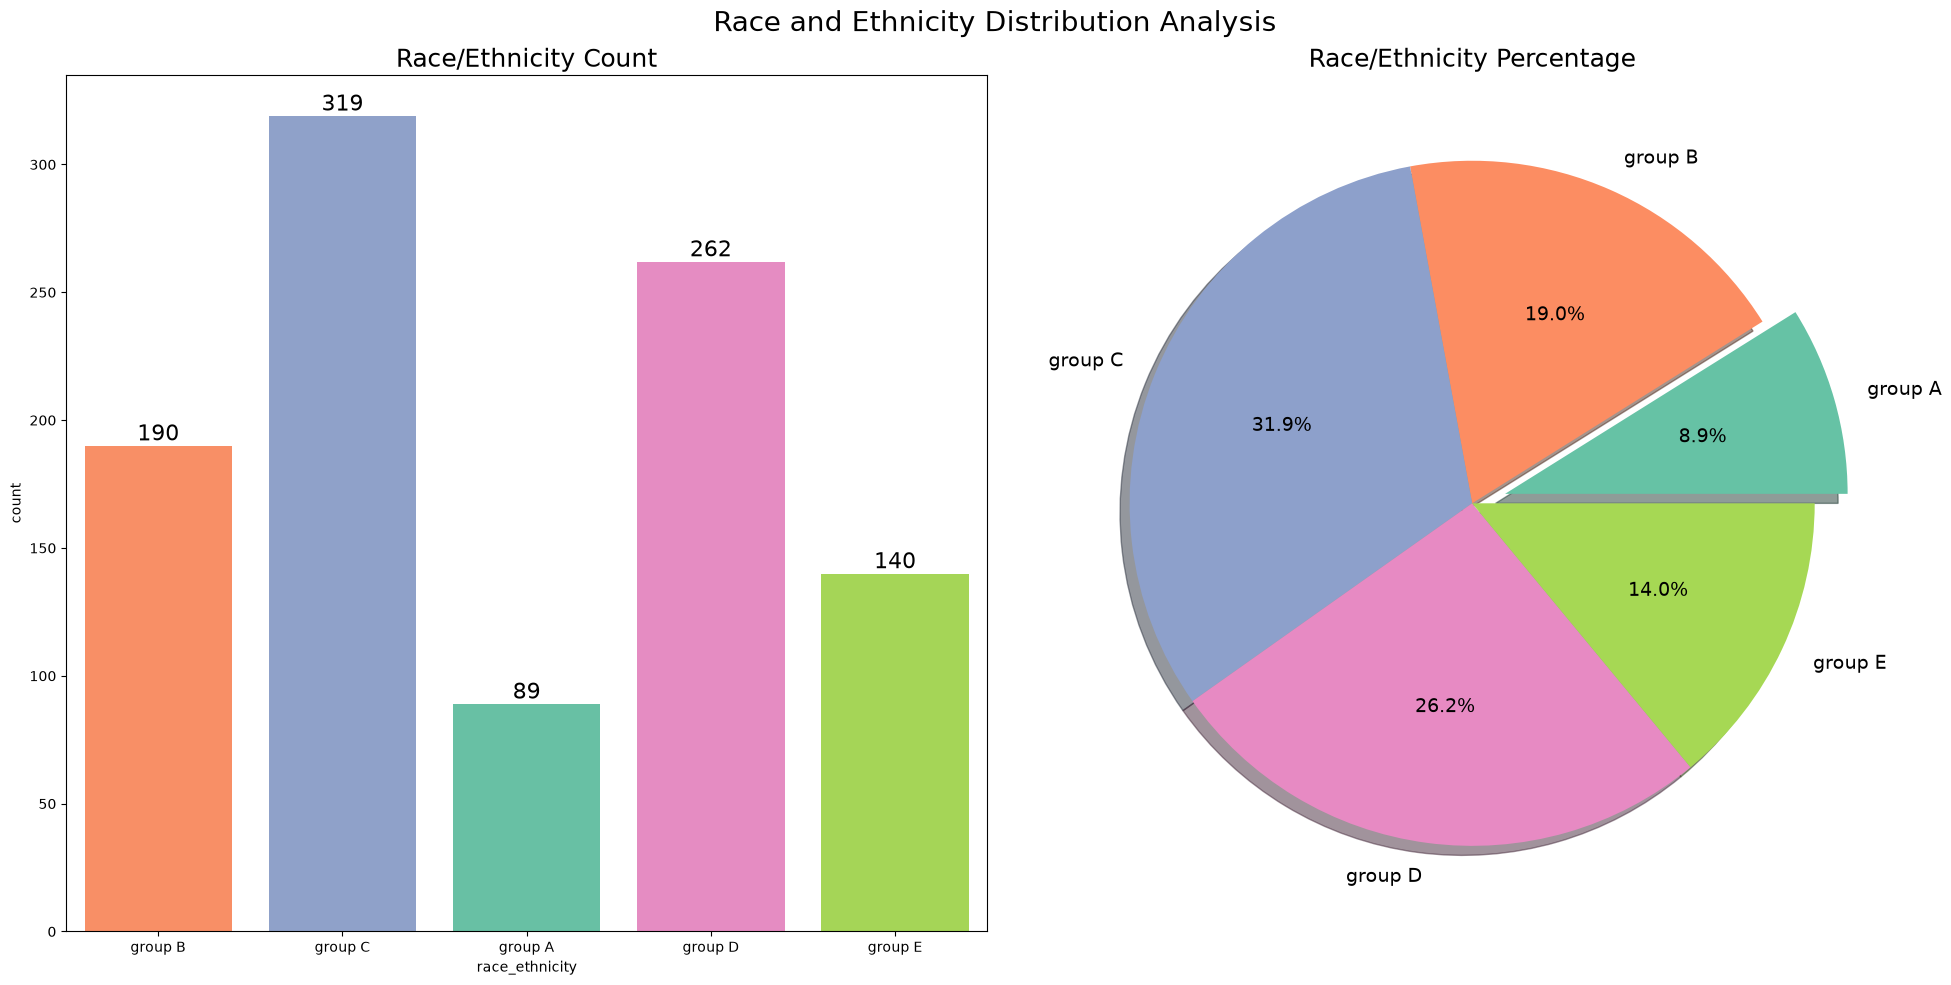 Race and Ethnicity Distribution Analysis
Race/Ethnicity Count
319
262
190
140
89
count
300
250
200
150
100
50
0
group B
group C
group A
group D
group E
race_ethnicity
Race/Ethnicity Percentage
group B
19.0%
group C
31.9%
group A
8.9%
14.0%
group E
26.2%
group D